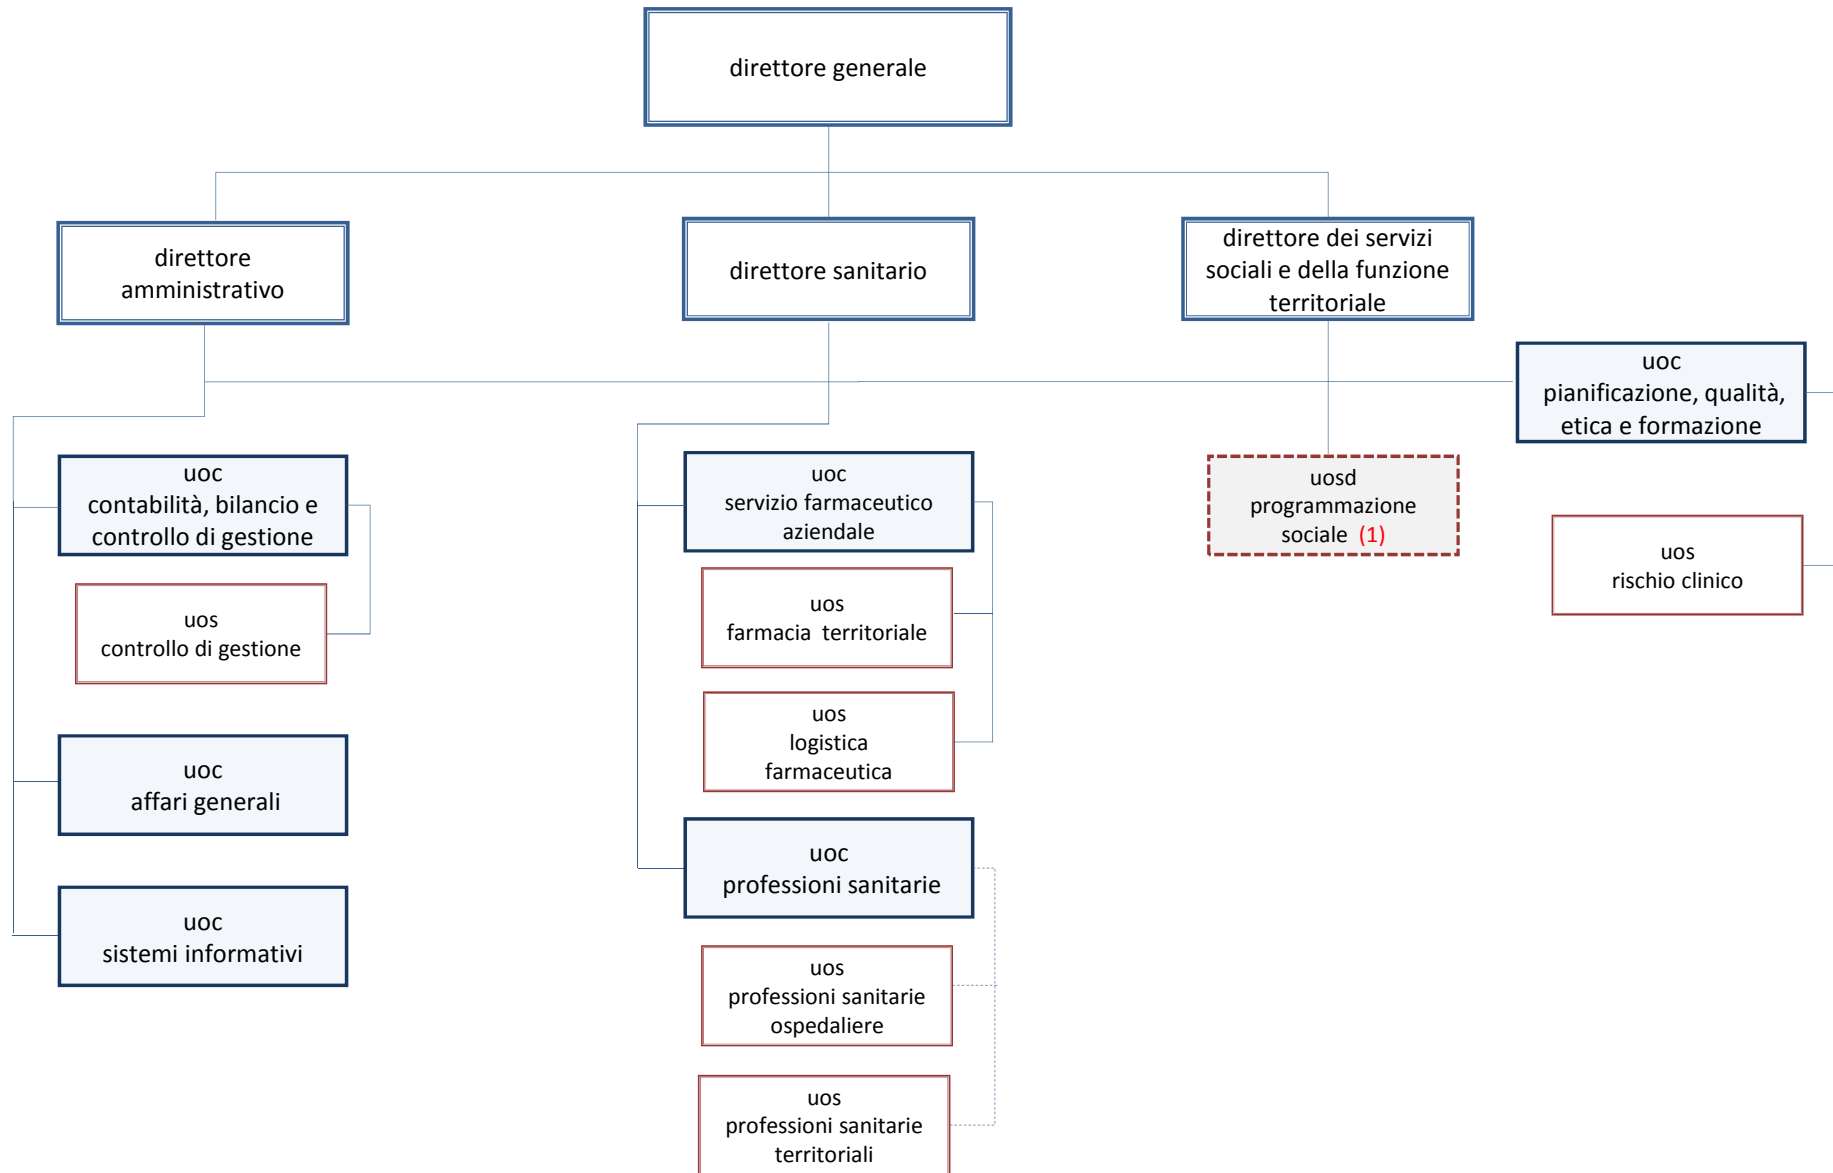 direttore generale
direttore
amministrativo
direttore sanitario
direttore dei servizi
sociali e della funzione
territoriale
uoc
pianificazione, qualità,
etica e formazione
uoc
contabilità, bilancio e
controllo di gestione
uoc
servizio farmaceutico
aziendale
uosd
programmazione
sociale (1)
uos
rischio clinico
uos
controllo di gestione
uos
farmacia territoriale
uos
logistica
farmaceutica
uoc
affari generali
uoc
professioni sanitarie
uoc
sistemi informativi
uos
professioni sanitarie
ospedaliere
uos
professioni sanitarie
territoriali